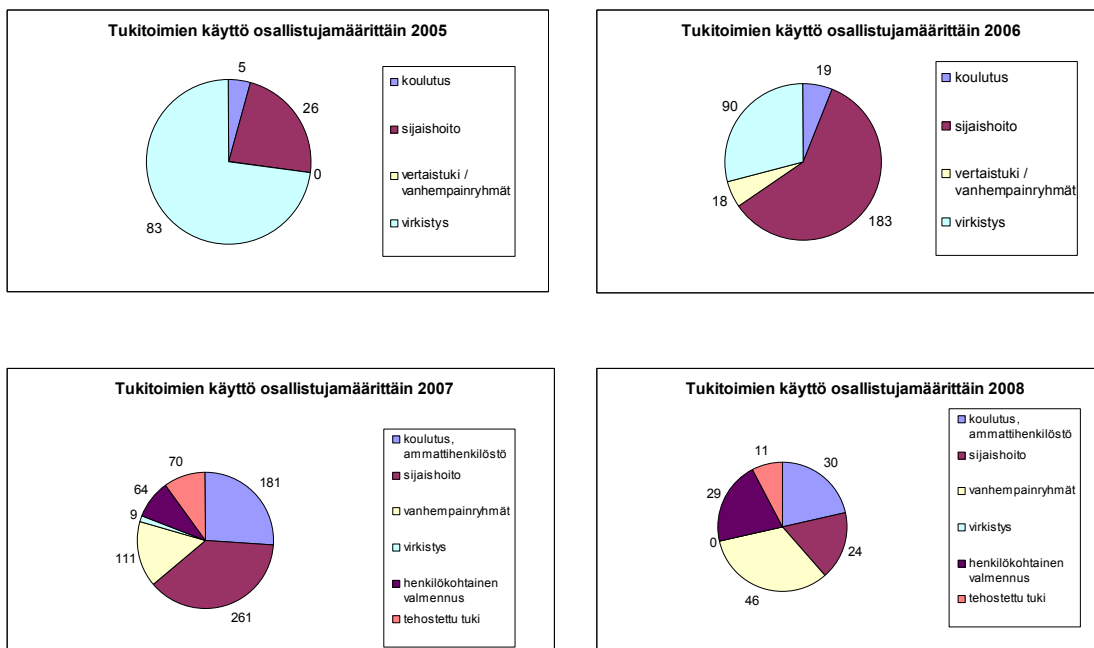 Tukitoimien käyttö osallistujamäärittäin 2005
5
26
0
83
koulutus
sijaishoito
vertaistuki /
vanhempainryhmät
virkistys
Tukitoimien käyttö osallistujamäärittäin 2006
19
90
18
183
koulutus
sijaishoito
vertaistuki /
vanhempainryhmät
virkistys
Tukitoimien käyttö osallistujamäärittäin 2007
70
181
64
9
111
261
koulutus,
ammattihenkilöstö
sijaishoito
vanhempainryhmät
virkistys
henkilökohtainen
valmennus
tehostettu tuki
Tukitoimien käyttö osallistujamäärittäin 2008
11
30
29
0
24
46
koulutus,
ammattihenkilöstö
sijaishoito
vanhempainryhmät
virkistys
henkilökohtainen
valmennus
tehostettu tuki